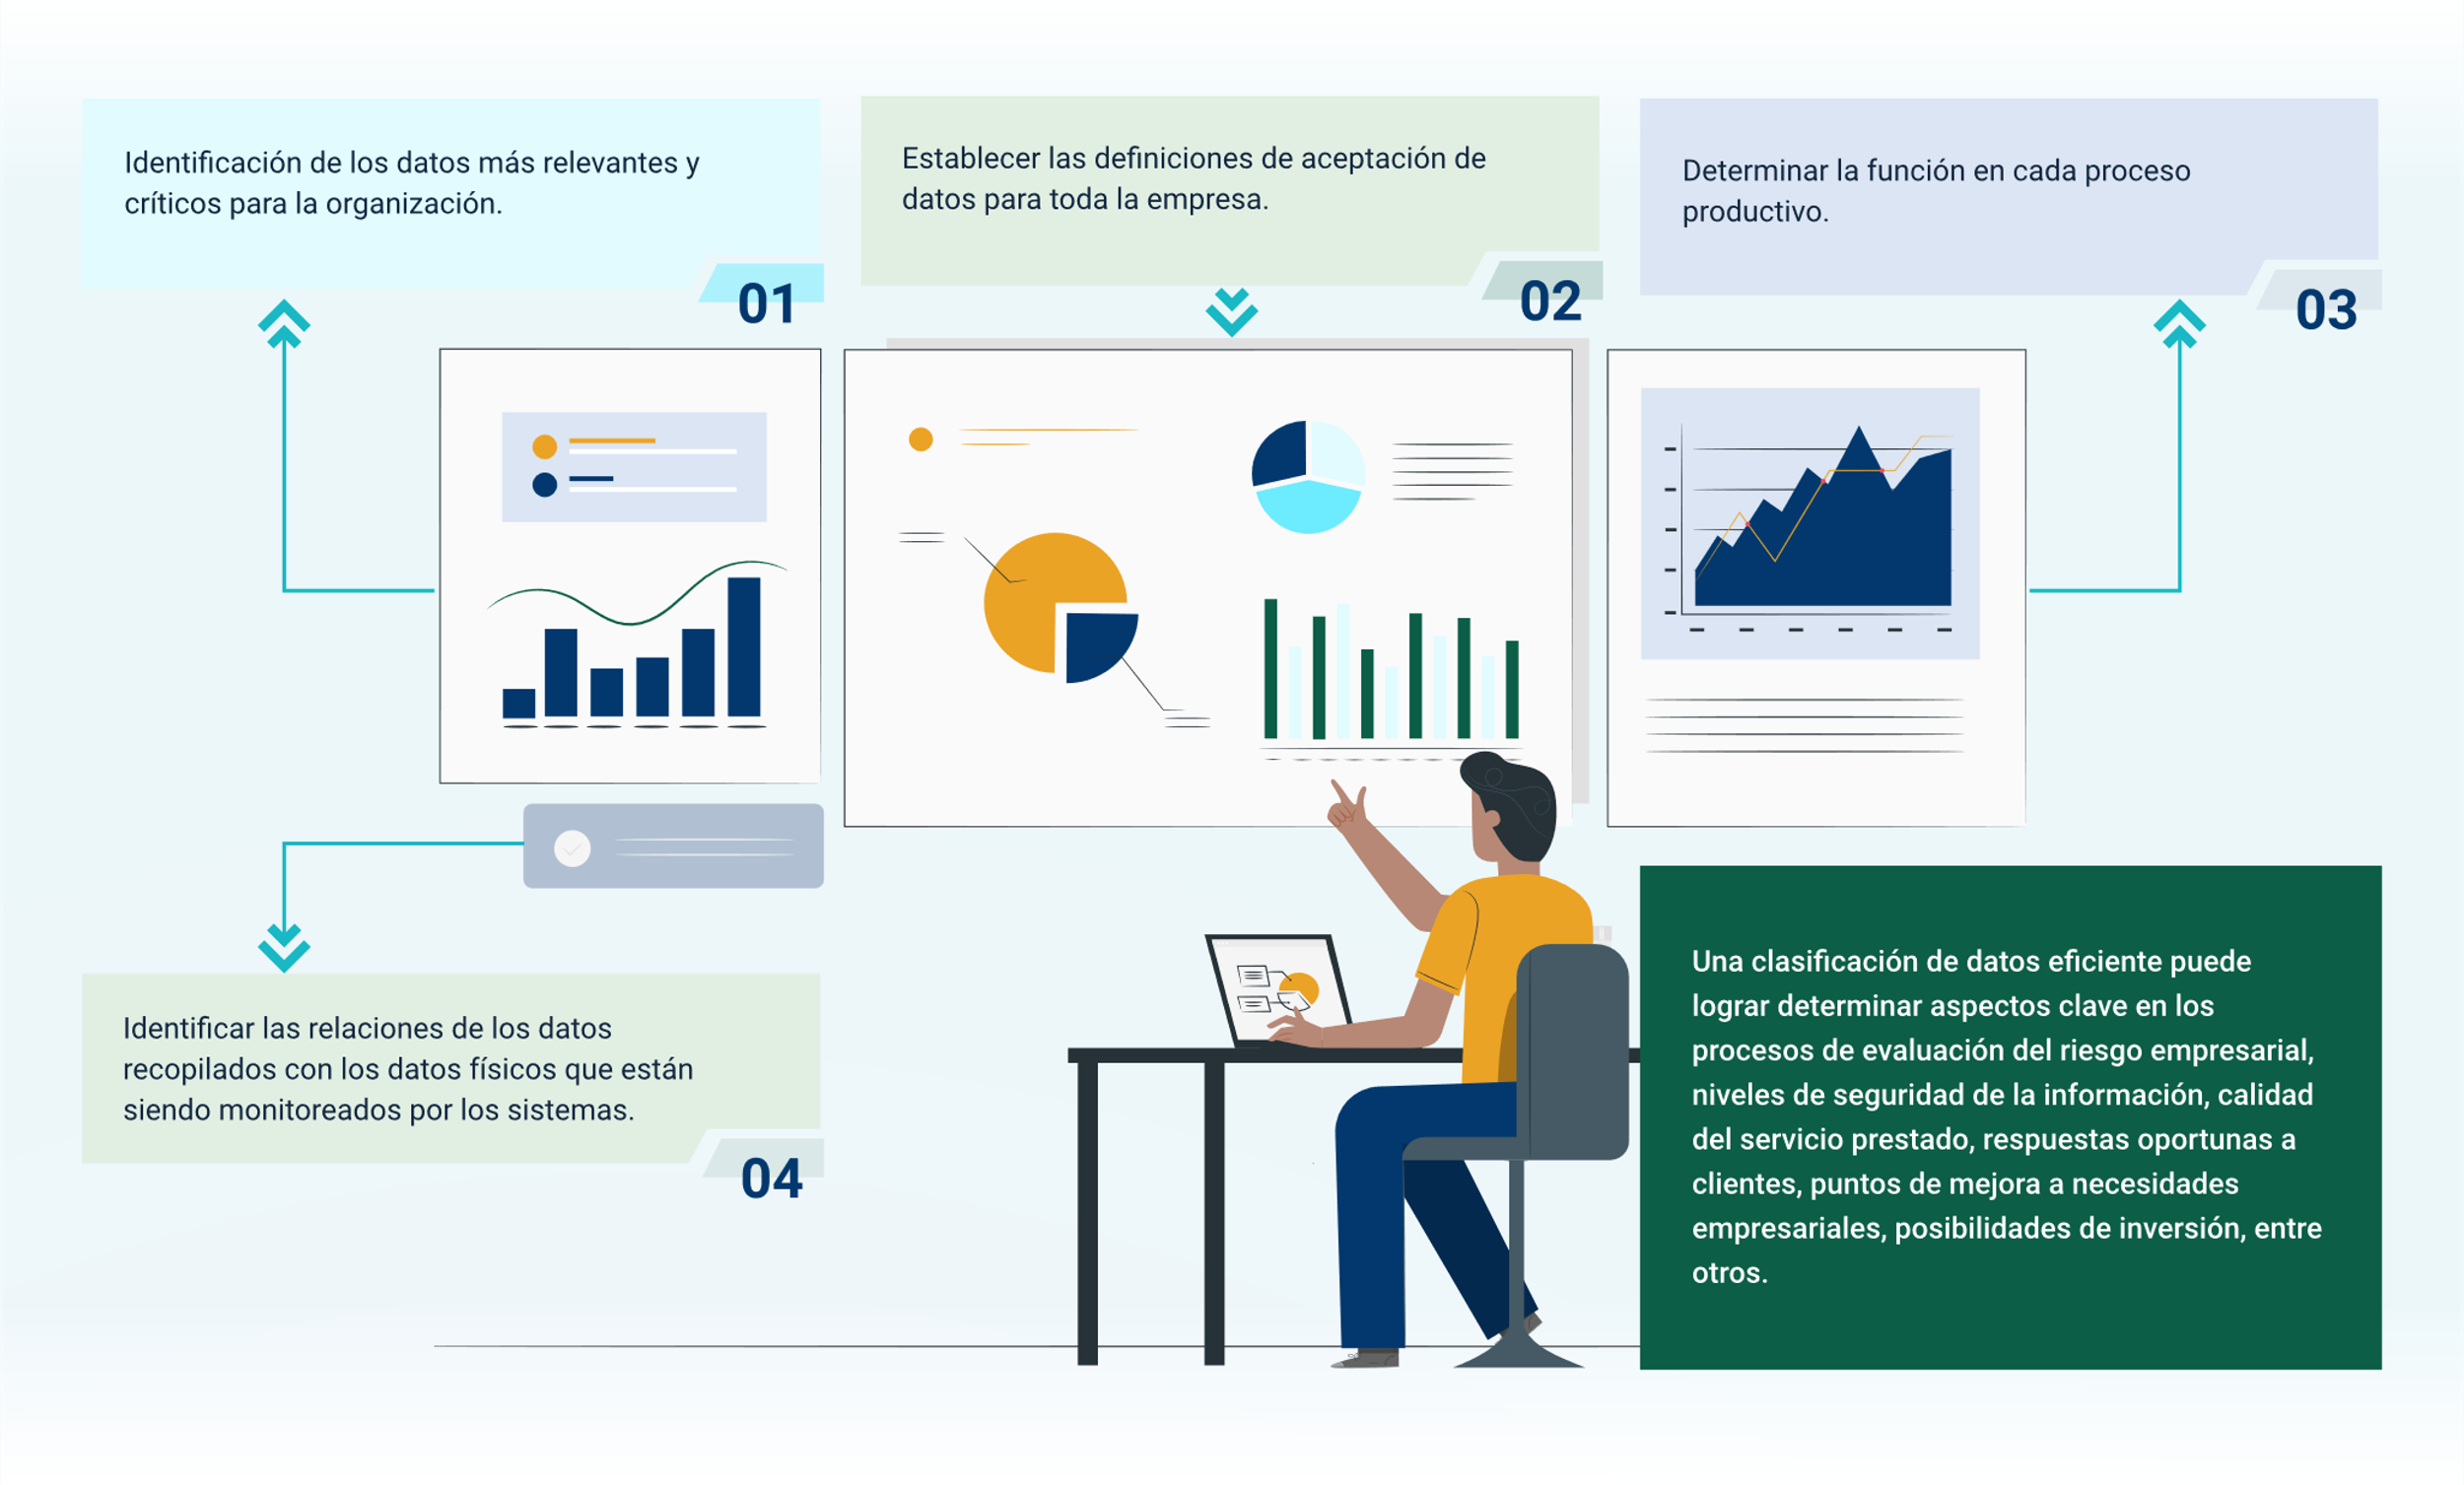 Identificación de los datos más relevantes y
críticos para la organización.
01
Establecer las definiciones de aceptación de
datos para toda la empresa.
02
Determinar la función en cada proceso
productivo.
03
Identificar las relaciones de los datos
recopilados con los datos físicos que están
siendo monitoreados por los sistemas.
04
Una clasificación de datos eficiente puede
lograr determinar aspectos clave en los
procesos de evaluación del riesgo empresarial,
niveles de seguridad de la información, calidad
del servicio prestado, respuestas oportunas a
clientes, puntos de mejora a necesidades
empresariales, posibilidades de inversión, entre
otros.